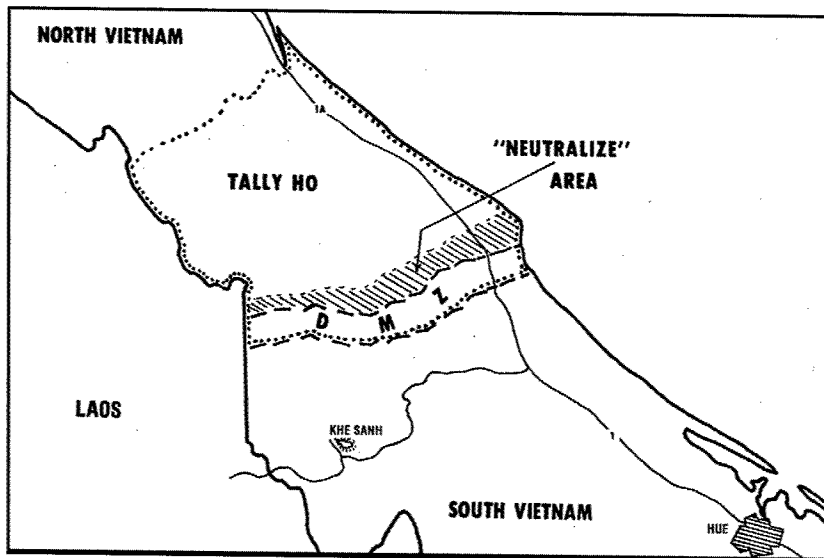 NORTH VIETNAM
1A
"NEUTRALIZE"
AREA
TALLY HO
D M Z
LAOS
KHE SANH
1
SOUTH VIETNAM
HUE